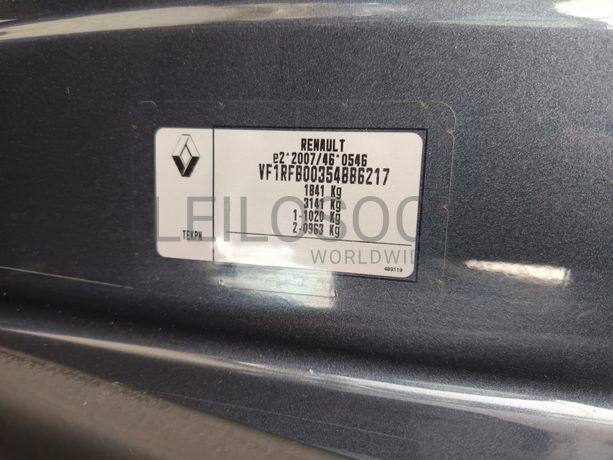 RENAULT
e2*2007/46*0546
VF1RFB00354886217
1841 Kg
3141 Kg
1-1020 Kg
2-0963 Kg
TEKPN
489119
LEILOSOC
WORLDWID